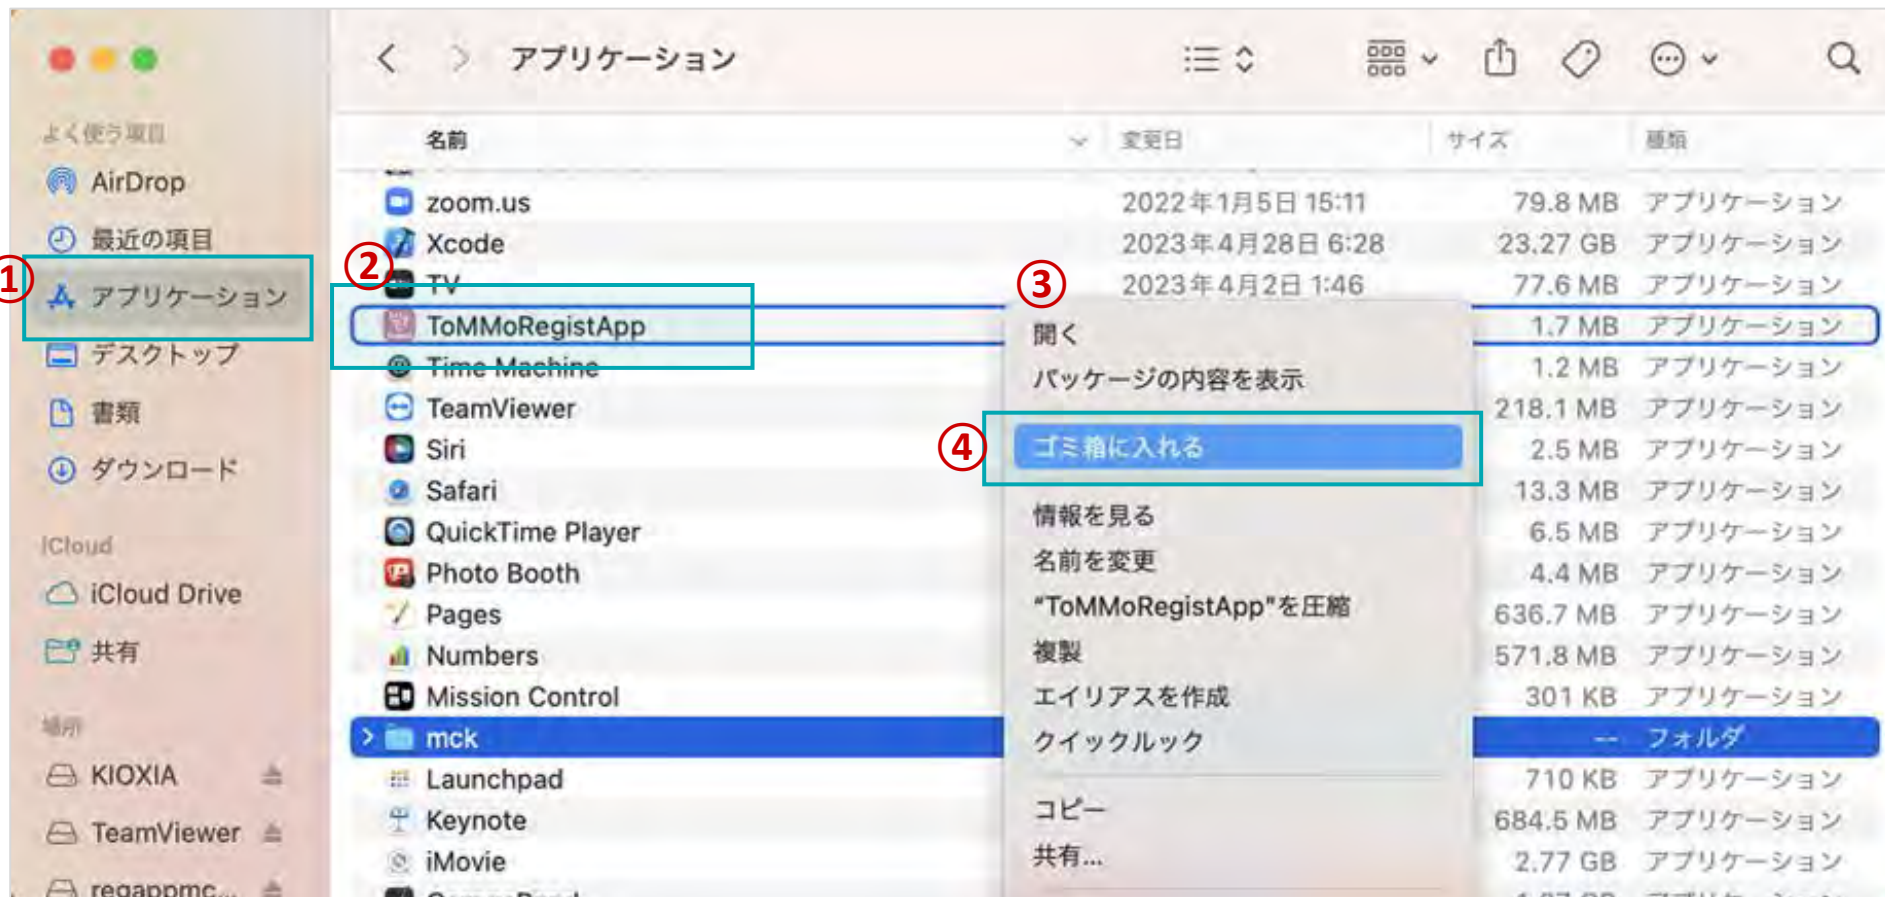 アプリケーション
よく使う項目
AirDrop
最近の項目
① アプリケーション
デスクトップ
書類
ダウンロード
iCloud
iCloud Drive
共有
場所
KIOXIA
TeamViewer
regappmc...
名前 変更日 サイズ 種類
zoom.us 2022年1月5日 15:11 79.8 MB アプリケーション
Xcode 2023年4月28日 6:28 23.27 GB アプリケーション
② TV 2023年4月2日 1:46 77.6 MB アプリケーション
ToMMoRegistApp 1.7 MB アプリケーション
Time Machine 1.2 MB アプリケーション
TeamViewer 218.1 MB アプリケーション
Siri 2.5 MB アプリケーション
Safari 13.3 MB アプリケーション
QuickTime Player 6.5 MB アプリケーション
Photo Booth 4.4 MB アプリケーション
Pages 636.7 MB アプリケーション
Numbers 571.8 MB アプリケーション
Mission Control 301 KB アプリケーション
mck -- フォルダ
Launchpad 710 KB アプリケーション
Keynote 684.5 MB アプリケーション
iMovie 2.77 GB アプリケーション
③
開く
パッケージの内容を表示
④ ゴミ箱に入れる
情報を見る
名前を変更
"ToMMoRegistApp"を圧縮
複製
エイリアスを作成
クイックルック
コピー
共有...